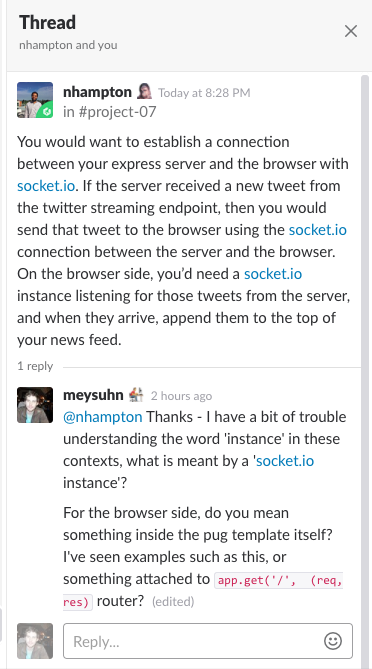 Thread
nhampton and you
nhampton Today at 8:28 PM
in #project-07
You would want to establish a connection
between your express server and the browser with
socket.io. If the server received a new tweet from
the twitter streaming endpoint, then you would
send that tweet to the browser using the socket.io
connection between the server and the browser.
On the browser side, you’d need a socket.io
instance listening for those tweets from the server,
and when they arrive, append them to the top of
your news feed.
1 reply
meysuhn 2 hours ago
@nhampton Thanks - I have a bit of trouble
understanding the word 'instance' in these
contexts, what is meant by a 'socket.io
instance'?
For the browser side, do you mean
something inside the pug template itself?
I've seen examples such as this, or
something attached to app.get('/', (req,
res) router? (edited)
Reply...